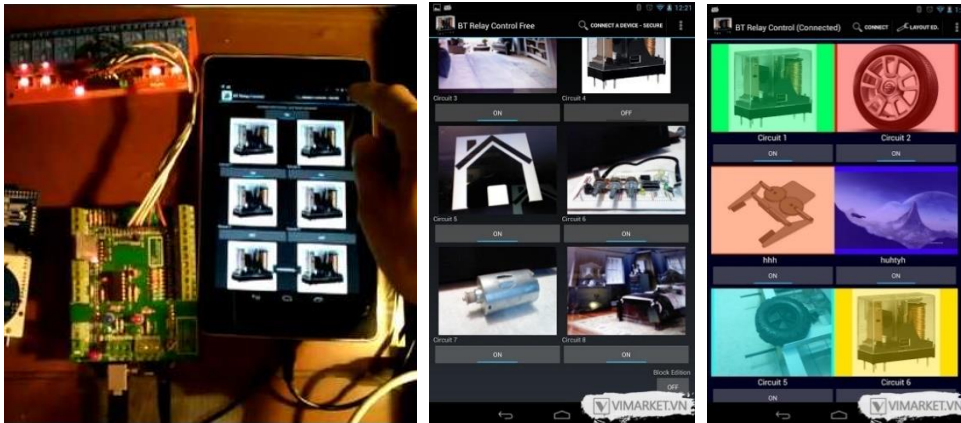 BT Relay Control Free
CONNECT A DEVICE - SECURE
12:21
Circuit 3
Circuit 4
ON
OFF
Circuit 5
Circuit 6
ON
ON
Circuit 7
Circuit 8
ON
ON
Block Edition
OFF
VIMARKET.VN
BT Relay Control (Connected)
CONNECT
LAYOUT ED.
Circuit 1
Circuit 2
ON
ON
hhh
huhtyh
ON
ON
Circuit 5
Circuit 6
ON
VIMARKET.VN